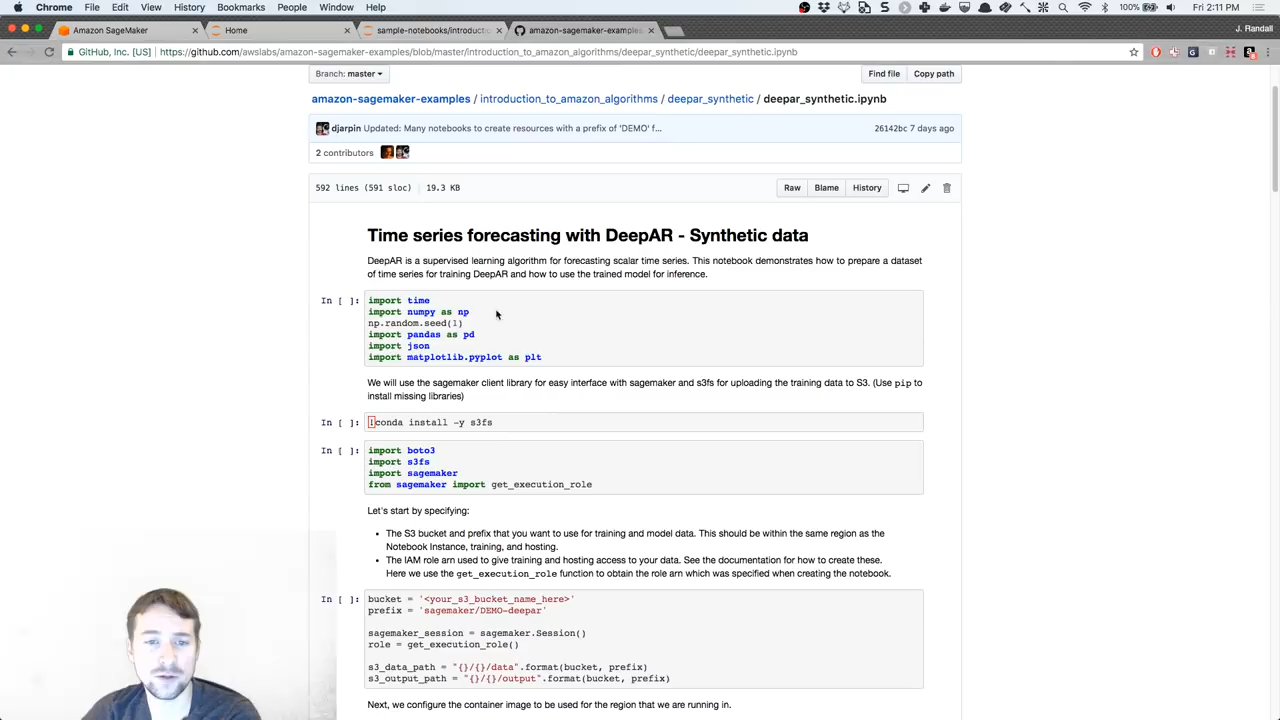 Chrome File Edit View History Bookmarks People Window Help 100% Fri 2:11 PM
Amazon SageMaker Home sample-notebooks/introductio amazon-sagemaker-examples J. Randall
GitHub, Inc. [US] https://github.com/awslabs/amazon-sagemaker-examples/blob/master/introduction_to_amazon_algorithms/deepar_synthetic/deepar_synthetic.ipynb
Branch: master Find file Copy path
amazon-sagemaker-examples / introduction_to_amazon_algorithms / deepar_synthetic / deepar_synthetic.ipynb
djarpin Updated: Many notebooks to create resources with a prefix of 'DEMO' f... 26142bc 7 days ago
2 contributors
592 lines (591 sloc) 19.3 KB Raw Blame History
Time series forecasting with DeepAR - Synthetic data
DeepAR is a supervised learning algorithm for forecasting scalar time series. This notebook demonstrates how to prepare a dataset
of time series for training DeepAR and how to use the trained model for inference.
In [ ]: import time
import numpy as np
np.random.seed(1)
import pandas as pd
import json
import matplotlib.pyplot as plt
We will use the sagemaker client library for easy interface with sagemaker and s3fs for uploading the training data to S3. (Use pip to
install missing libraries)
In [ ]: !conda install -y s3fs
In [ ]: import boto3
import s3fs
import sagemaker
from sagemaker import get_execution_role
Let's start by specifying:
• The S3 bucket and prefix that you want to use for training and model data. This should be within the same region as the
Notebook Instance, training, and hosting.
• The IAM role arn used to give training and hosting access to your data. See the documentation for how to create these.
Here we use the get_execution_role function to obtain the role arn which was specified when creating the notebook.
In [ ]: bucket = '<your_s3_bucket_name_here>'
prefix = 'sagemaker/DEMO-deepar'
sagemaker_session = sagemaker.Session()
role = get_execution_role()
s3_data_path = "{}/{}/data".format(bucket, prefix)
s3_output_path = "{}/{}/output".format(bucket, prefix)
Next, we configure the container image to be used for the region that we are running in.